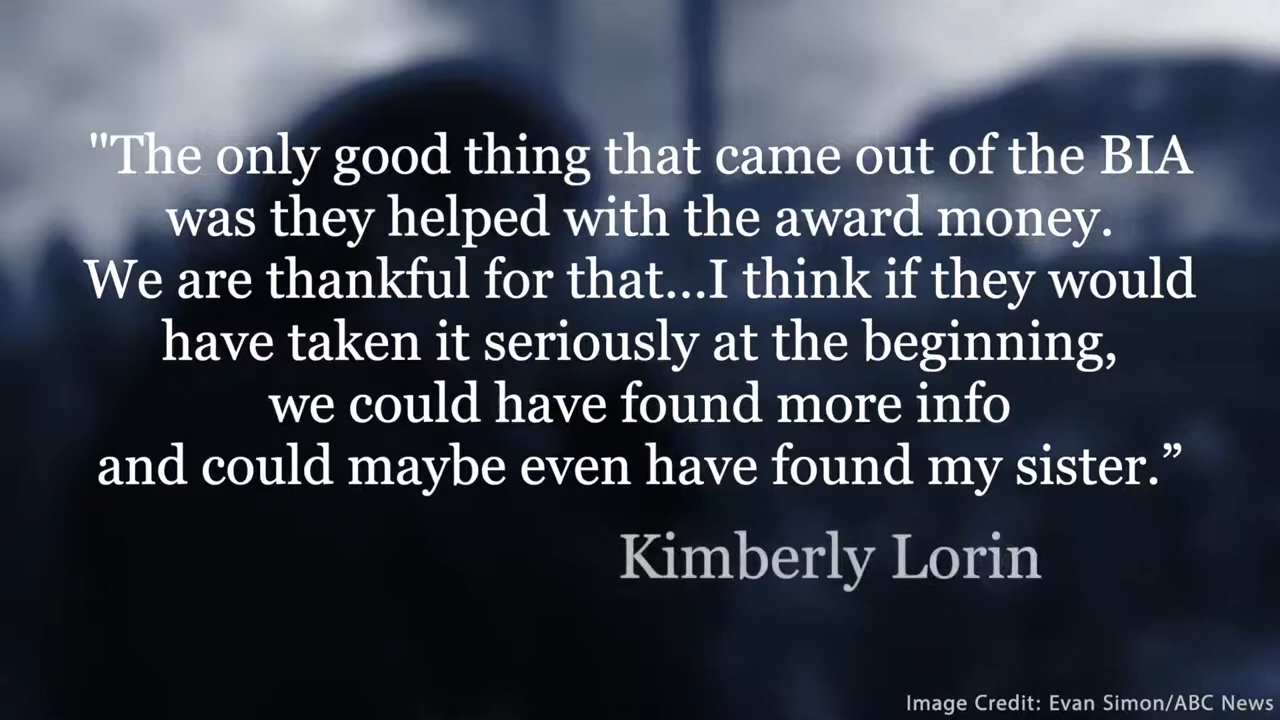 "The only good thing that came out of the BIA
was they helped with the award money.
We are thankful for that...I think if they would
have taken it seriously at the beginning,
we could have found more info
and could maybe even have found my sister.”
Kimberly Lorin
Image Credit: Evan Simon/ABC News